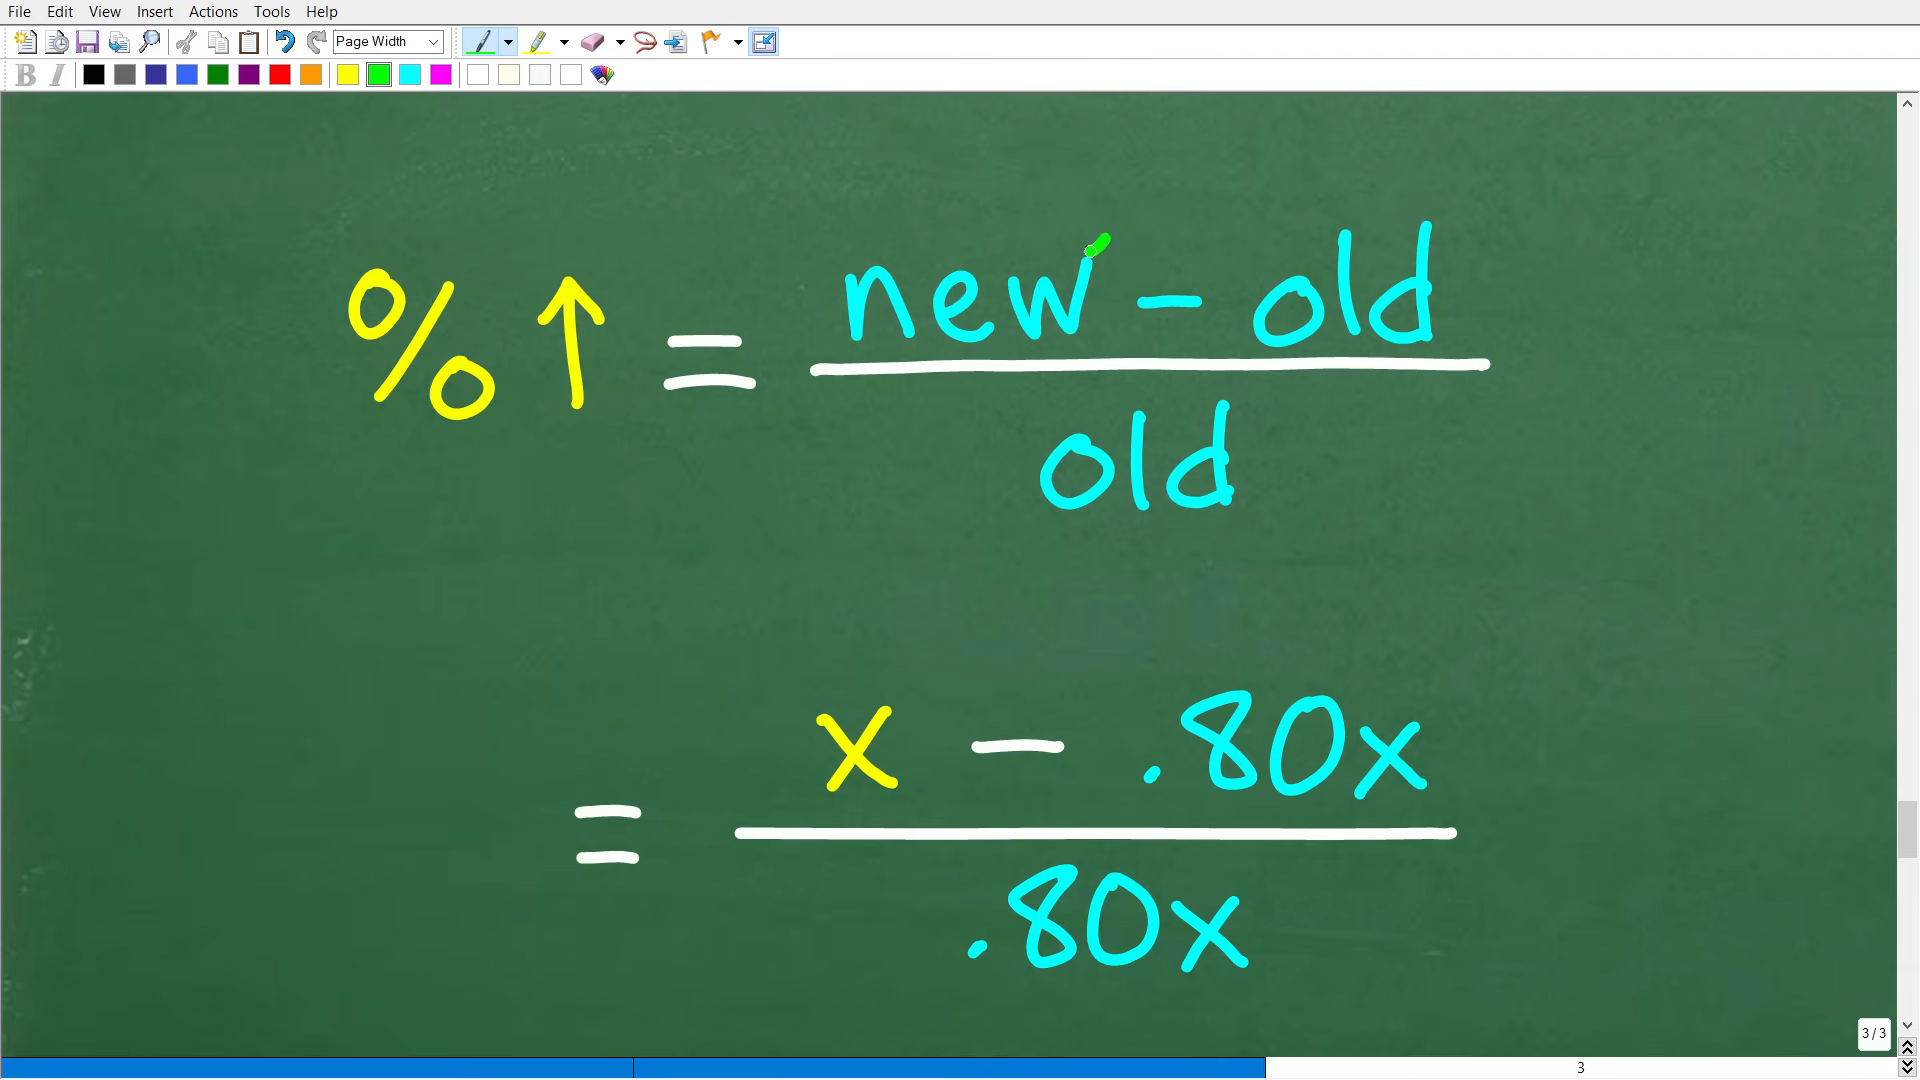 File Edit View Insert Actions Tools Help
Page Width
B I
% ↑ = new - old
old
= x - .80x
.80x
3 / 3
3